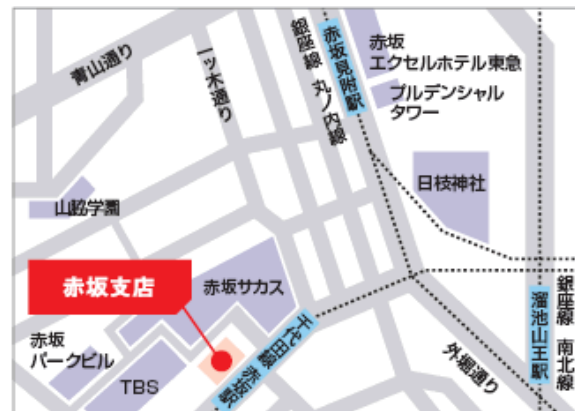 青山通り
一ッ木通り
銀座線 丸ノ内線
赤坂見附駅
赤坂
エクセルホテル東急
プルデンシャル
タワー
日枝神社
山脇学園
赤坂支店
赤坂サカス
赤坂
パークビル
TBS
千代田線 赤坂駅
外堀通り
溜池山王駅
銀座線 南北線